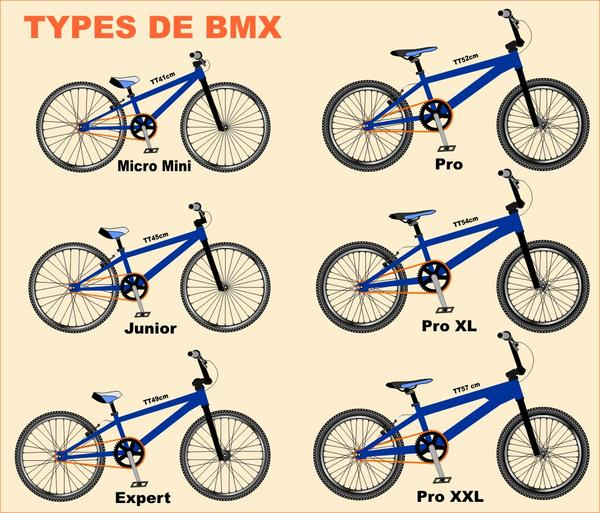 TYPES DE BMX
TT41cm
Micro Mini
TT52cm
Pro
TT45cm
Junior
TT54cm
Pro XL
TT49cm
Expert
TT57 cm
Pro XXL